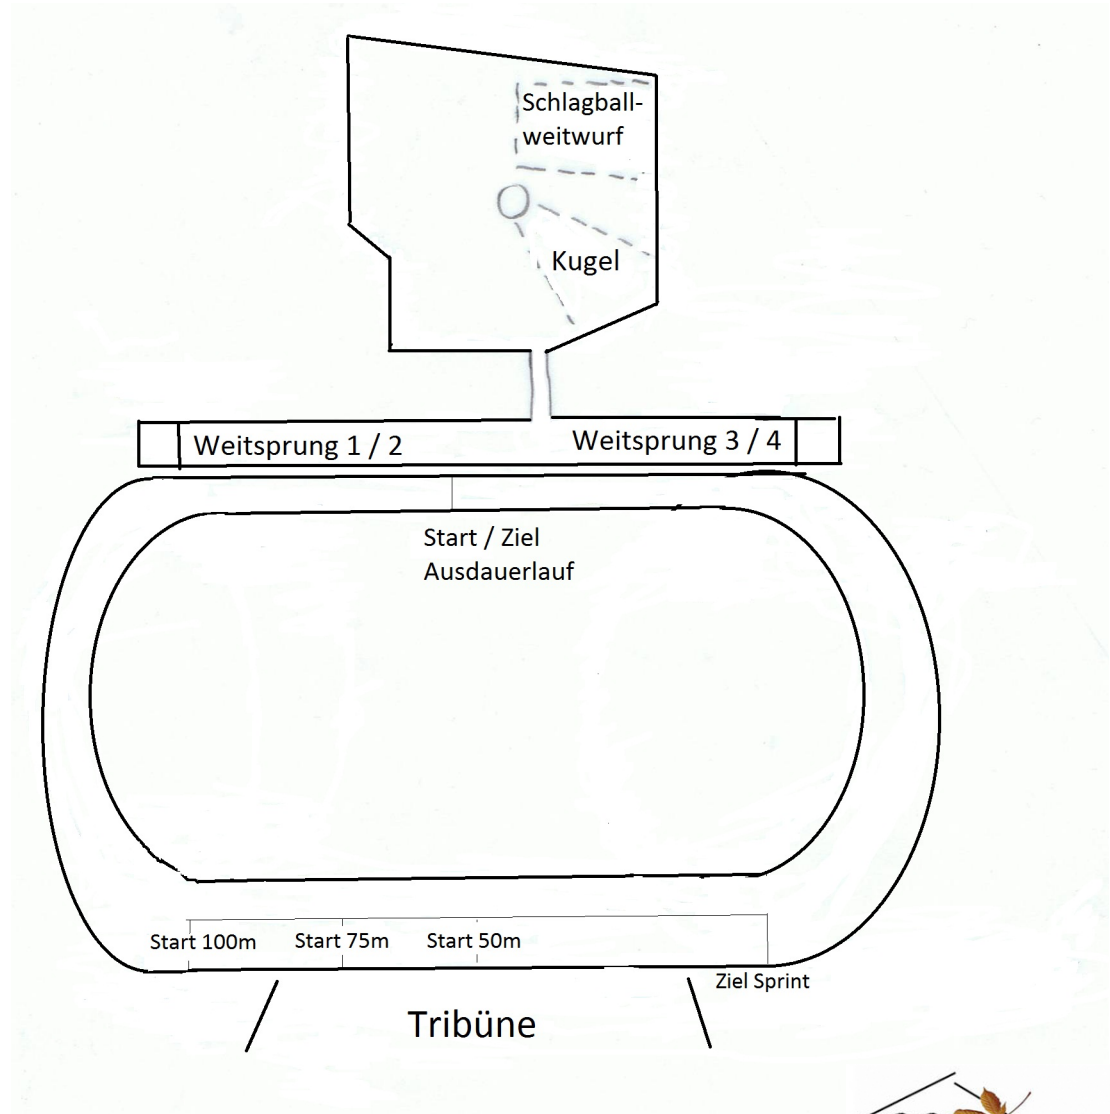 Schlagball-
weitwurf
Kugel
Weitsprung 1 / 2
Weitsprung 3 / 4
Start / Ziel
Ausdauerlauf
Start 100m
Start 75m
Start 50m
Ziel Sprint
Tribüne